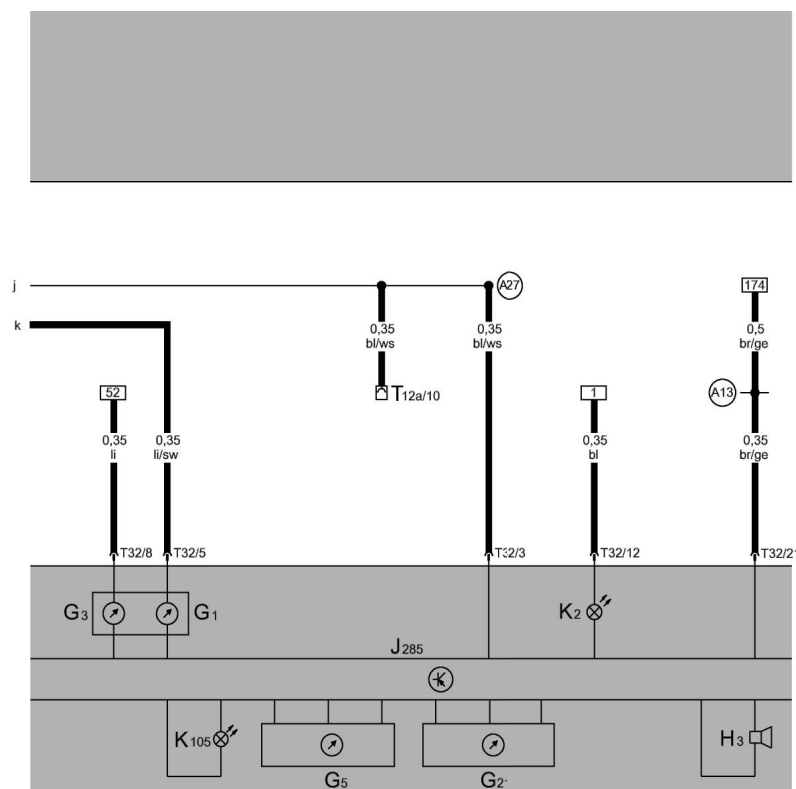 j
A27
174
k
0,35
bl/ws
0,35
bl/ws
0,5
br/ge
52
T12a/10
1
A13
0,35
li
0,35
li/sw
0,35
bl
0,35
br/ge
T32/8
T32/5
T32/3
T32/12
G3
G1
K2
J285
K105
H3
G5